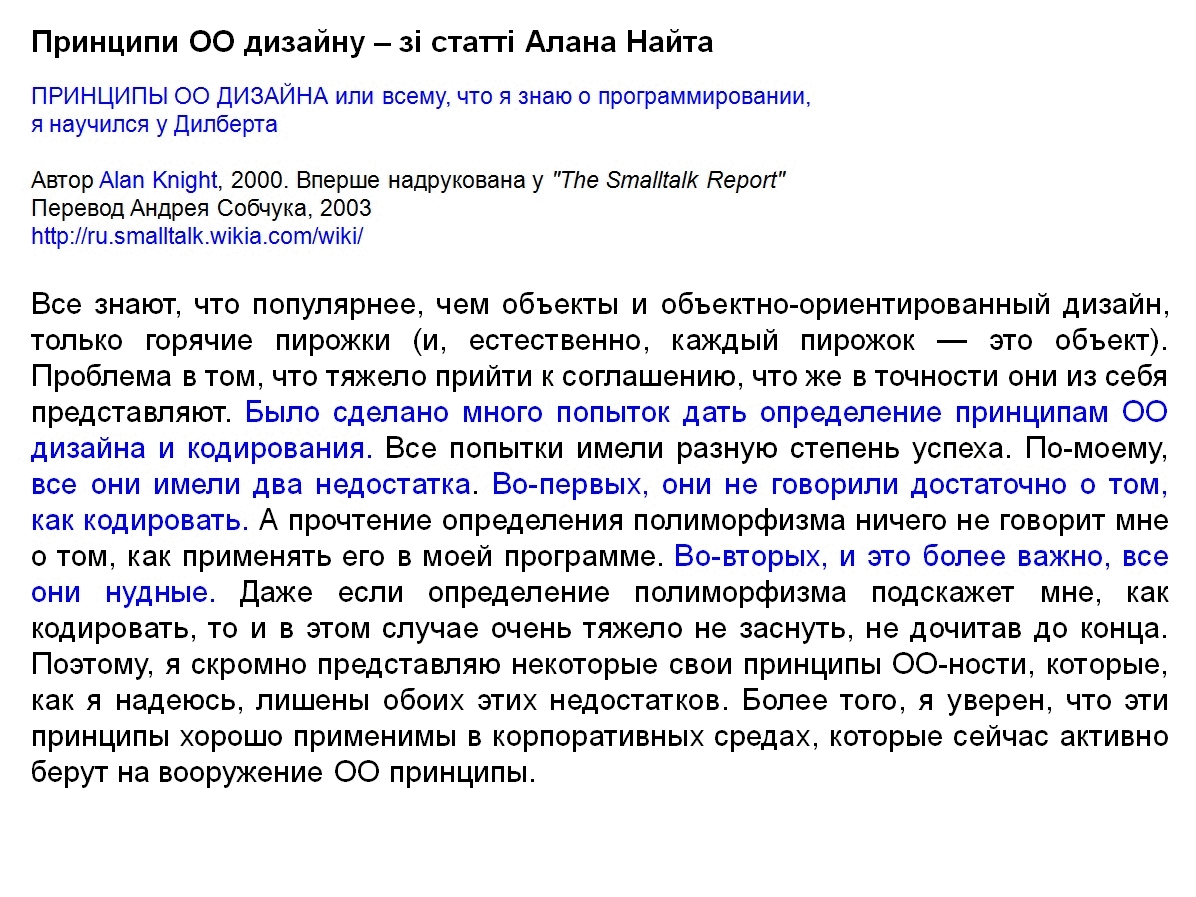 Принципи ОО дизайну – зі статті Алана Найта
ПРИНЦИПЫ ОО ДИЗАЙНА или всему, что я знаю о программировании,
я научился у Дилберта
Автор Alan Knight, 2000. Вперше надрукована у "The Smalltalk Report"
Перевод Андрея Собчука, 2003
http://ru.smalltalk.wikia.com/wiki/
Все знают, что популярнее, чем объекты и объектно-ориентированный дизайн,
только горячие пирожки (и, естественно, каждый пирожок — это объект).
Проблема в том, что тяжело прийти к соглашению, что же в точности они из себя
представляют. Было сделано много попыток дать определение принципам ОО
дизайна и кодирования. Все попытки имели разную степень успеха. По-моему,
все они имели два недостатка. Во-первых, они не говорили достаточно о том,
как кодировать. А прочтение определения полиморфизма ничего не говорит мне
о том, как применять его в моей программе. Во-вторых, и это более важно, все
они нудные. Даже если определение полиморфизма подскажет мне, как
кодировать, то и в этом случае очень тяжело не заснуть, не дочитав до конца.
Поэтому, я скромно представляю некоторые свои принципы ОО-ности, которые,
как я надеюсь, лишены обоих этих недостатков. Более того, я уверен, что эти
принципы хорошо применимы в корпоративных средах, которые сейчас активно
берут на вооружение ОО принципы.